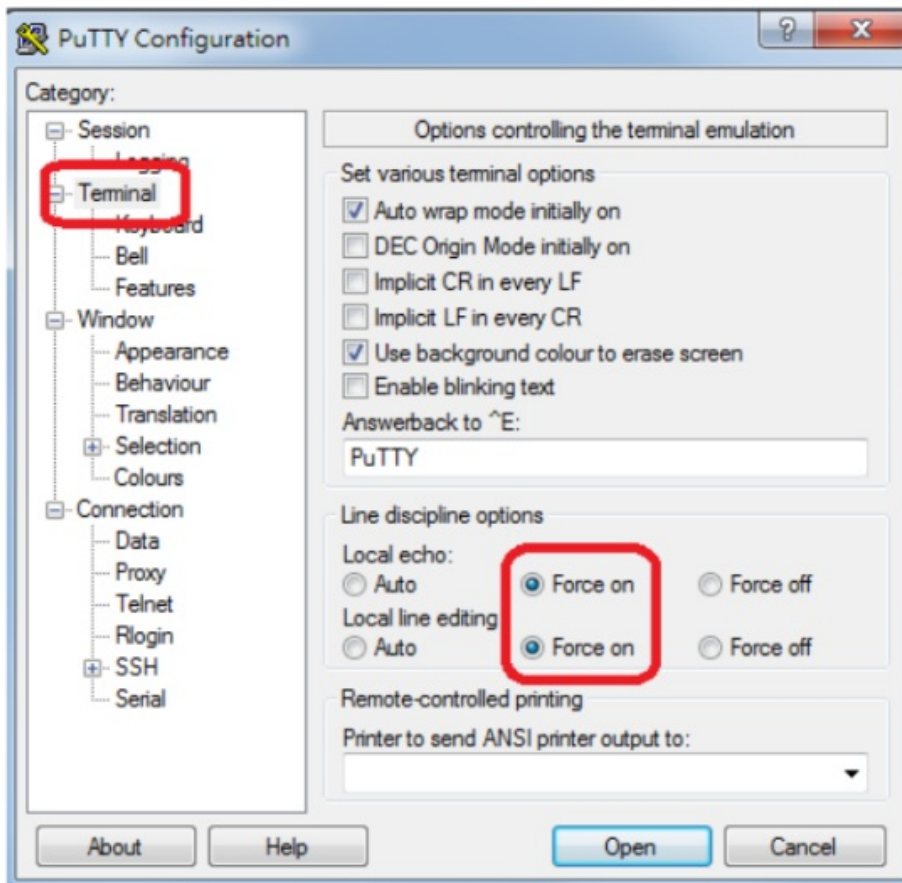 PuTTY Configuration
Category:
Session
Logging
Terminal
Keyboard
Bell
Features
Window
Appearance
Behaviour
Translation
Selection
Colours
Connection
Data
Proxy
Telnet
Rlogin
SSH
Serial
Options controlling the terminal emulation
Set various terminal options
Auto wrap mode initially on
DEC Origin Mode initially on
Implicit CR in every LF
Implicit LF in every CR
Use background colour to erase screen
Enable blinking text
Answerback to ^E:
PuTTY
Line discipline options
Local echo:
Auto Force on Force off
Local line editing
Auto Force on Force off
Remote-controlled printing
Printer to send ANSI printer output to:
About Help Open Cancel